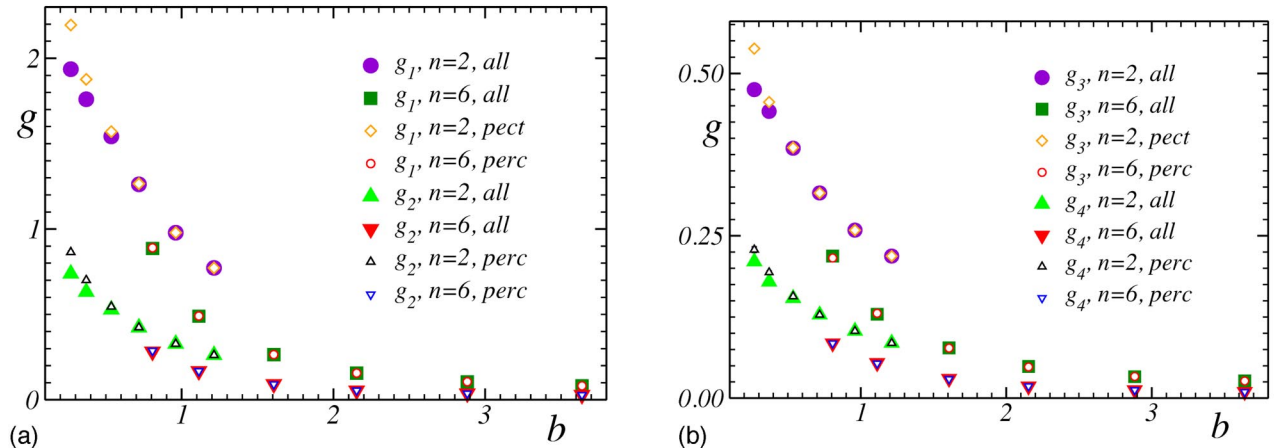 2
1
0
g
1
2
3
b
(a)
g1, n=2, all
g1, n=6, all
g1, n=2, pect
g1, n=6, perc
g2, n=2, all
g2, n=6, all
g2, n=2, perc
g2, n=6, perc
0.50
0.25
0.00
g
1
2
3
b
(b)
g3, n=2, all
g3, n=6, all
g3, n=2, pect
g3, n=6, perc
g4, n=2, all
g4, n=6, all
g4, n=2, perc
g4, n=6, perc